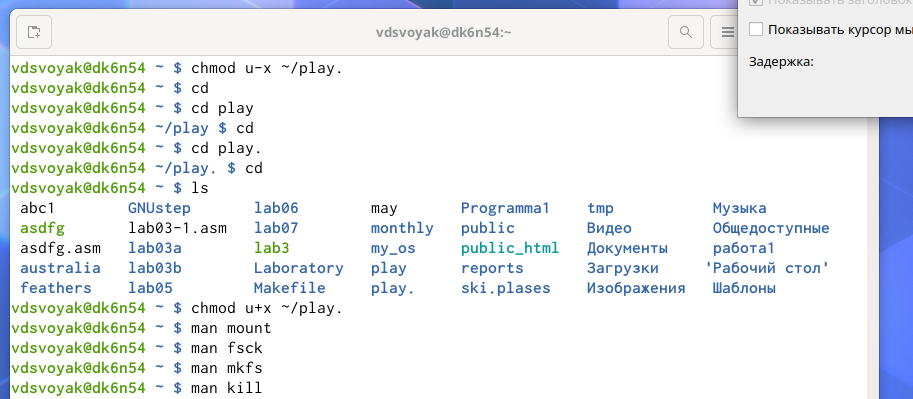 Показывать заголовок
vdsvoyak@dk6n54:~
Показывать курсор мы
Задержка:
vdsvoyak@dk6n54 ~ $ chmod u-x ~/play.
vdsvoyak@dk6n54 ~ $ cd
vdsvoyak@dk6n54 ~ $ cd play
vdsvoyak@dk6n54 ~/play $ cd
vdsvoyak@dk6n54 ~ $ cd play.
vdsvoyak@dk6n54 ~/play. $ cd
vdsvoyak@dk6n54 ~ $ ls
abc1 GNUstep lab06 may Programma1 tmp Музыка
asdfg lab03-1.asm lab07 monthly public Видео Общедоступные
asdfg.asm lab03a lab3 my_os public_html Документы работа1
australia lab03b Laboratory play reports Загрузки 'Рабочий стол'
feathers lab05 Makefile play. ski.plases Изображения Шаблоны
vdsvoyak@dk6n54 ~ $ chmod u+x ~/play.
vdsvoyak@dk6n54 ~ $ man mount
vdsvoyak@dk6n54 ~ $ man fsck
vdsvoyak@dk6n54 ~ $ man mkfs
vdsvoyak@dk6n54 ~ $ man kill